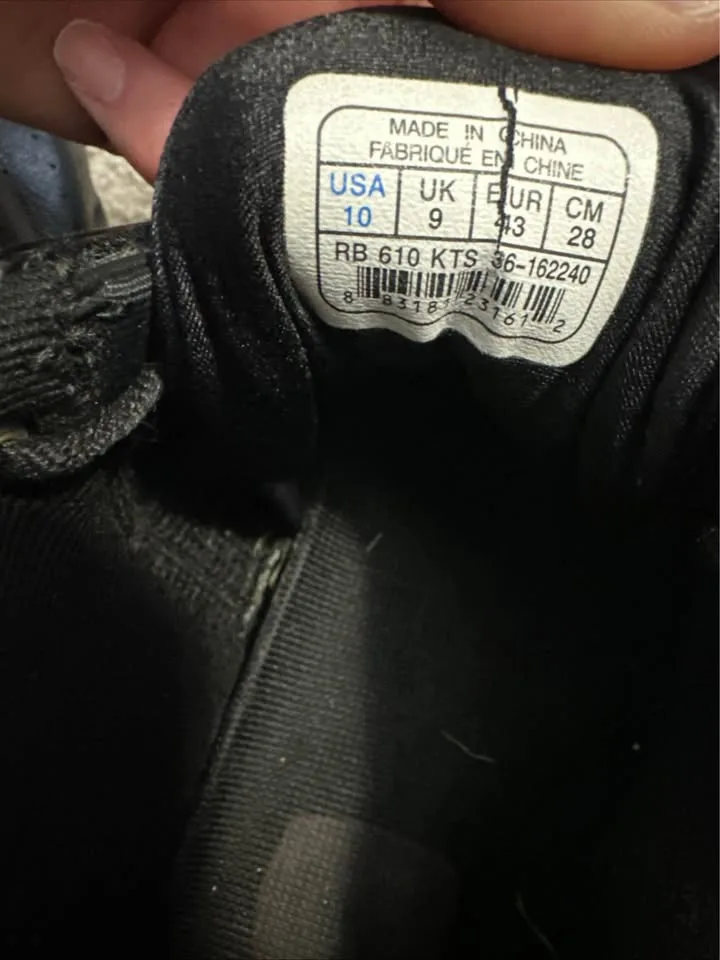 MADE IN CHINA
FABRIQUÉ EN CHINE
USA UK EUR CM
10 9 43 28
RB 610 KTS 36-162240